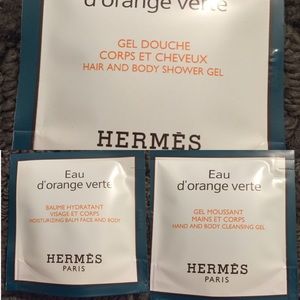 d'orange verte
GEL DOUCHE
CORPS ET CHEVEUX
HAIR AND BODY SHOWER GEL
HERMÈS
Eau
d'orange verte
BAUME HYDRATANT
VISAGE ET CORPS
MOISTURIZING BALM FACE AND BODY
HERMÈS
PARIS
Eau
d'orange verte
GEL MOUSSANT
MAINS ET CORPS
HAND AND BODY CLEANSING GEL
HERMÈS
PARIS